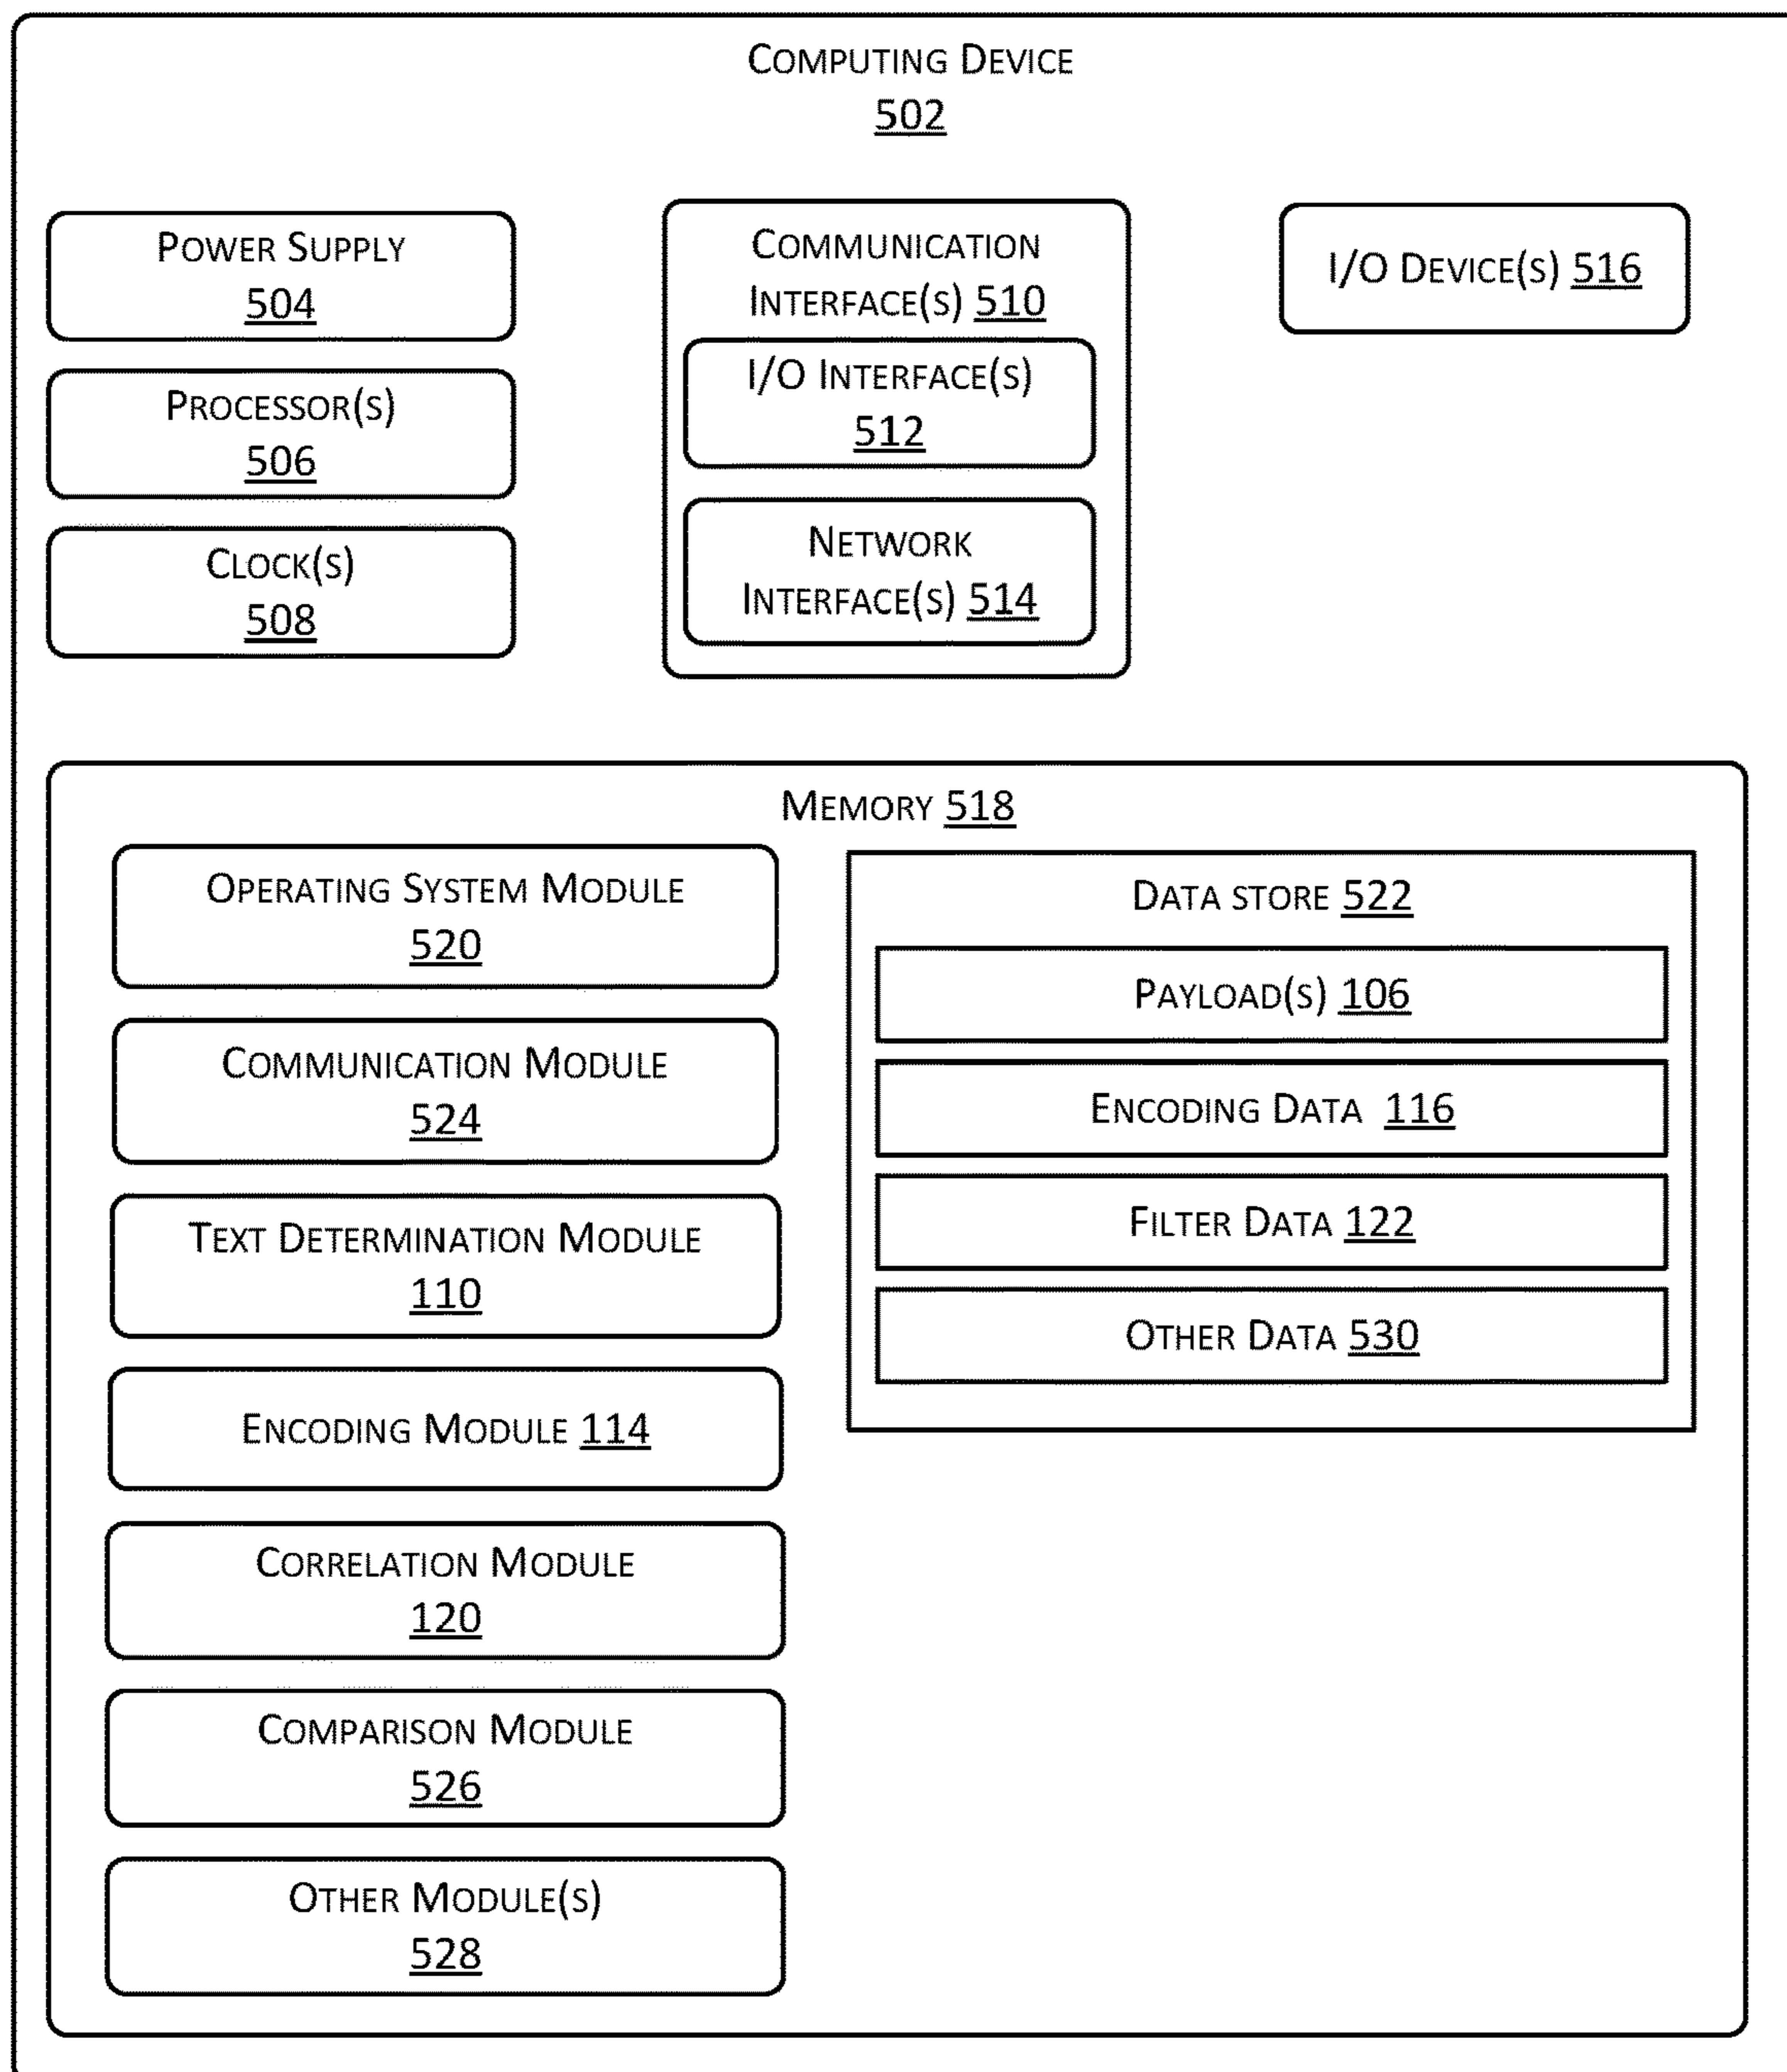 COMPUTING DEVICE
502
POWER SUPPLY
504
PROCESSOR(S)
506
CLOCK(S)
508
COMMUNICATION
INTERFACE(S) 510
I/O INTERFACE(S)
512
NETWORK
INTERFACE(S) 514
I/O DEVICE(S) 516
MEMORY 518
OPERATING SYSTEM MODULE
520
COMMUNICATION MODULE
524
TEXT DETERMINATION MODULE
110
ENCODING MODULE 114
CORRELATION MODULE
120
COMPARISON MODULE
526
OTHER MODULE(S)
528
DATA STORE 522
PAYLOAD(S) 106
ENCODING DATA 116
FILTER DATA 122
OTHER DATA 530